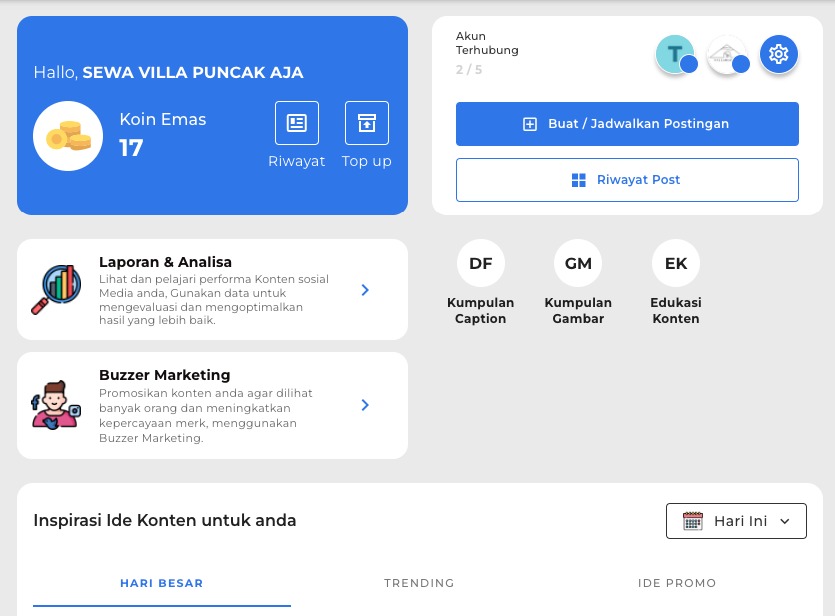 Hallo, SEWA VILLA PUNCAK AJA
Koin Emas
17
Riwayat
Top up
Akun
Terhubung
2 / 5
T
Buat / Jadwalkan Postingan
Riwayat Post
Laporan & Analisa
Lihat dan pelajari performa Konten sosial
Media anda, Gunakan data untuk
mengevaluasi dan mengoptimalkan
hasil yang lebih baik.
Buzzer Marketing
Promosikan konten anda agar dilihat
banyak orang dan meningkatkan
kepercayaan merk, menggunakan
Buzzer Marketing.
DF
Kumpulan
Caption
GM
Kumpulan
Gambar
EK
Edukasi
Konten
Inspirasi Ide Konten untuk anda
Hari Ini
HARI BESAR
TRENDING
IDE PROMO